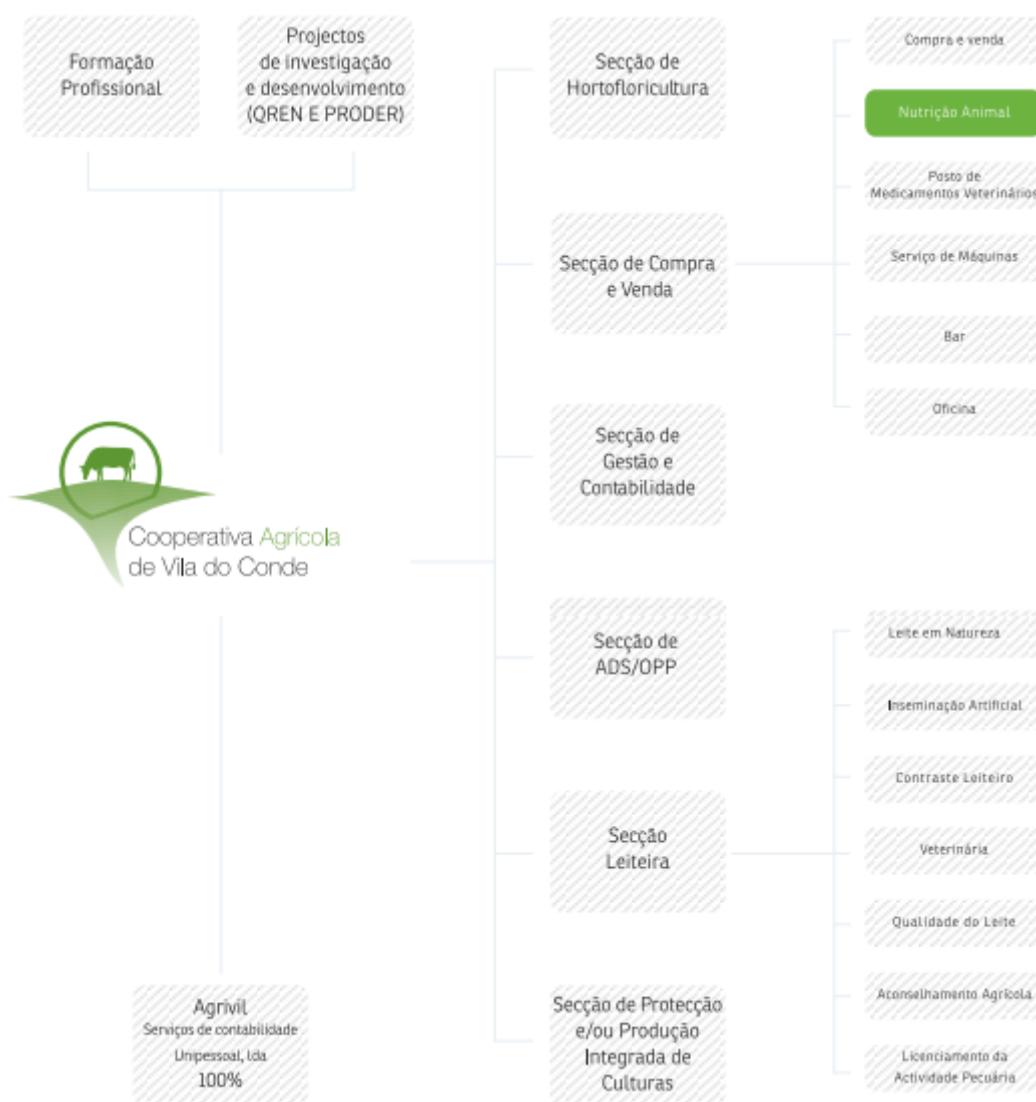 Formação
Profissional
Projectos
de investigação
e desenvolvimento
(QREN E PRODER)
Cooperativa Agrícola
de Vila do Conde
Agrivil
Serviços de contabilidade
Unipessoal, lda
100%
Secção de
Hortofloricultura
Secção de Compra
e Venda
Secção de
Gestão e
Contabilidade
Secção de
ADS/OPP
Secção
Leiteira
Secção de Protecção
e/ou Produção
Integrada de
Culturas
Compra e venda
Nutrição Animal
Posto de
Medicamentos Veterinários
Serviço de Máquinas
Bar
Oficina
Leite em Natureza
Inseminação Artificial
Contraste Leiteiro
Veterinária
Qualidade do Leite
Aconselhamento Agrícola
Licenciamento da
Actividade Pecuária